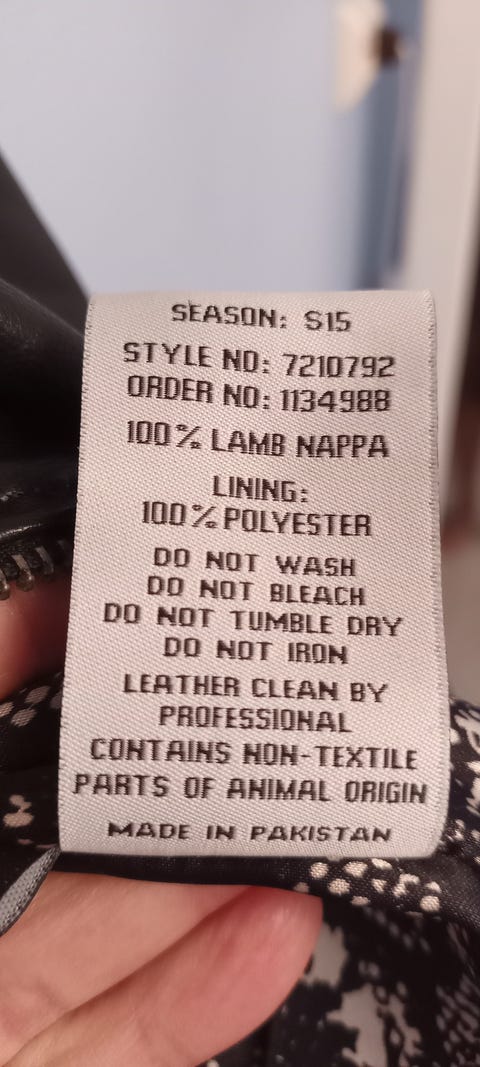 SEASON: S15
STYLE NO: 7210792
ORDER NO: 1134988
100% LAMB NAPPA
LINING:
100% POLYESTER
DO NOT WASH
DO NOT BLEACH
DO NOT TUMBLE DRY
DO NOT IRON
LEATHER CLEAN BY
PROFESSIONAL
CONTAINS NON-TEXTILE
PARTS OF ANIMAL ORIGIN
MADE IN PAKISTAN